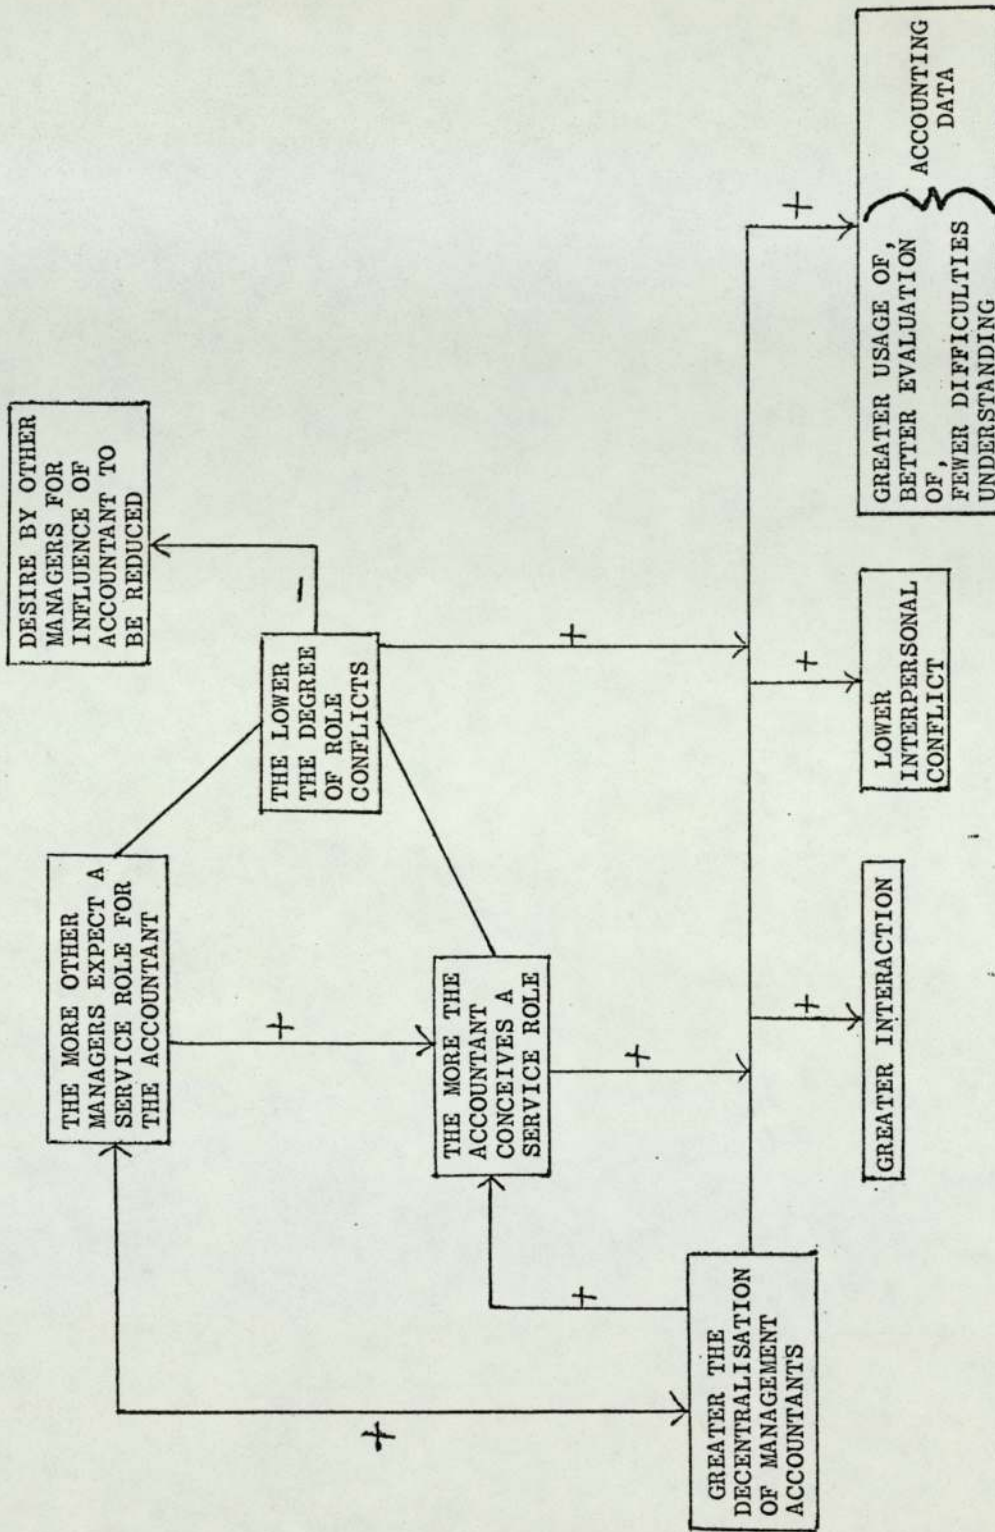 DESIRE BY OTHER
MANAGERS FOR
INFLUENCE OF
ACCOUNTANT TO
BE REDUCED
THE MORE OTHER
MANAGERS EXPECT A
SERVICE ROLE FOR
THE ACCOUNTANT
THE LOWER
THE DEGREE
OF ROLE
CONFLICTS
−
+
+
THE MORE THE
ACCOUNTANT
CONCEIVES A
SERVICE ROLE
+
+
+
GREATER THE
DECENTRALISATION
OF MANAGEMENT
ACCOUNTANTS
+
+
+
GREATER INTERACTION
LOWER
INTERPERSONAL
CONFLICT
GREATER USAGE OF,
BETTER EVALUATION
OF,
FEWER DIFFICULTIES
UNDERSTANDING
} ACCOUNTING
DATA